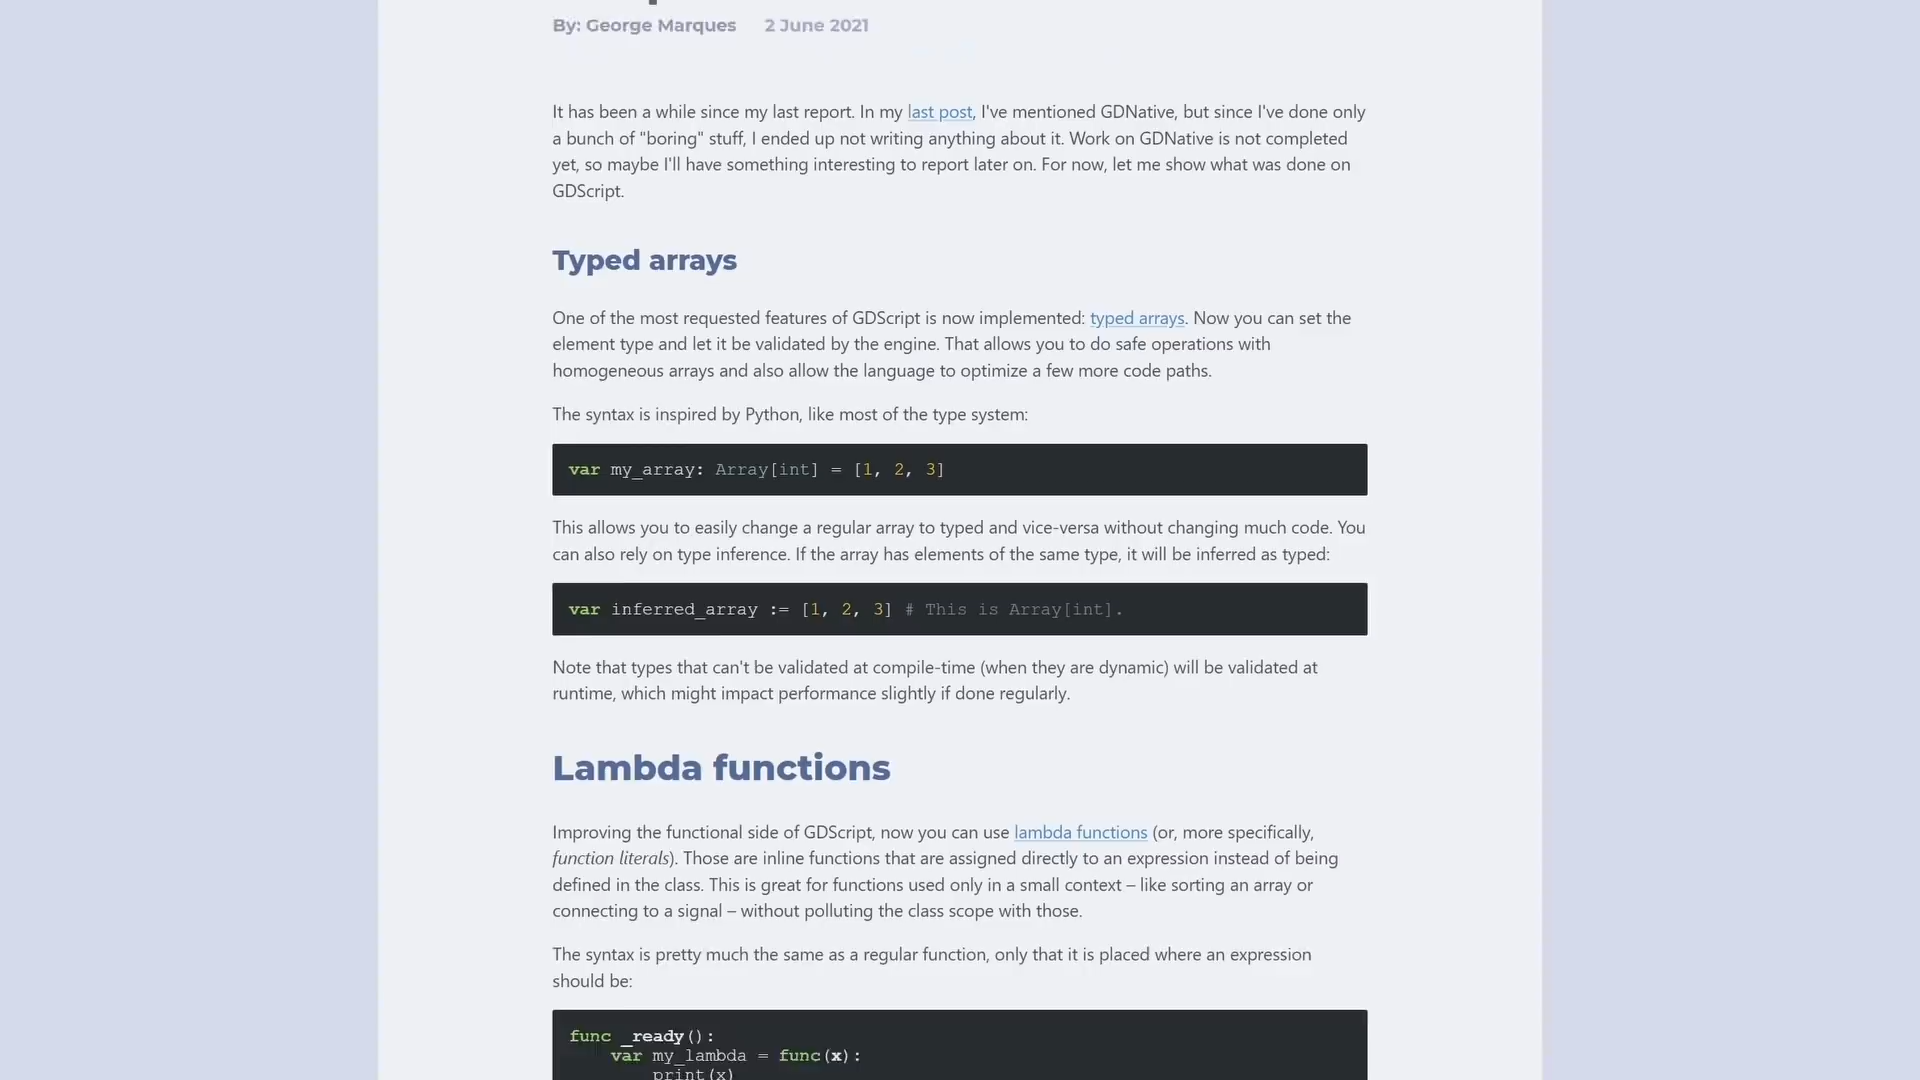 By: George Marques 2 June 2021
It has been a while since my last report. In my last post, I've mentioned GDNative, but since I've done only
a bunch of "boring" stuff, I ended up not writing anything about it. Work on GDNative is not completed
yet, so maybe I'll have something interesting to report later on. For now, let me show what was done on
GDScript.
Typed arrays
One of the most requested features of GDScript is now implemented: typed arrays. Now you can set the
element type and let it be validated by the engine. That allows you to do safe operations with
homogeneous arrays and also allow the language to optimize a few more code paths.
The syntax is inspired by Python, like most of the type system:
var my_array: Array[int] = [1, 2, 3]
This allows you to easily change a regular array to typed and vice-versa without changing much code. You
can also rely on type inference. If the array has elements of the same type, it will be inferred as typed:
var inferred_array := [1, 2, 3] # This is Array[int].
Note that types that can't be validated at compile-time (when they are dynamic) will be validated at
runtime, which might impact performance slightly if done regularly.
Lambda functions
Improving the functional side of GDScript, now you can use lambda functions (or, more specifically,
function literals). Those are inline functions that are assigned directly to an expression instead of being
defined in the class. This is great for functions used only in a small context – like sorting an array or
connecting to a signal – without polluting the class scope with those.
The syntax is pretty much the same as a regular function, only that it is placed where an expression
should be:
func _ready():
var my_lambda = func(x):
print(x)